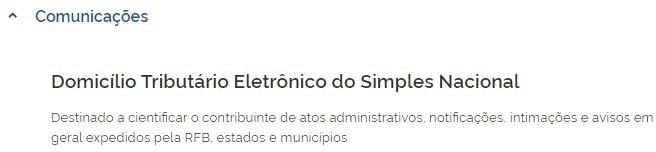 Comunicações
Domicílio Tributário Eletrônico do Simples Nacional
Destinado a cientificar o contribuinte de atos administrativos, notificações, intimações e avisos em
geral expedidos pela RFB, estados e municípios.